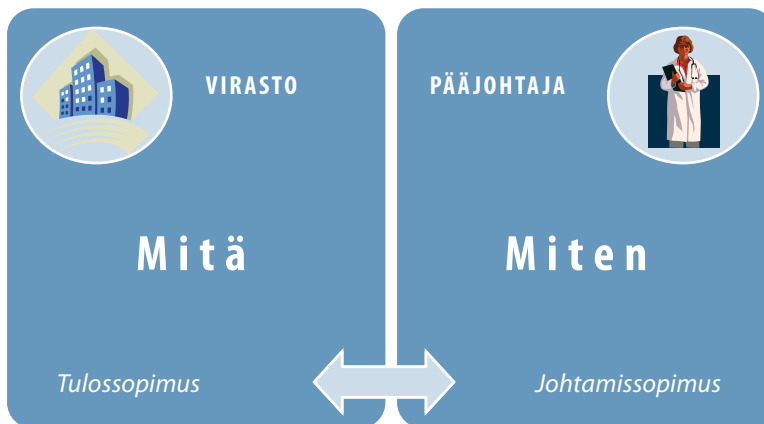 VIRASTO
Mitä
Tulossopimus
PÄÄJOHTAJA
Miten
Johtamissopimus